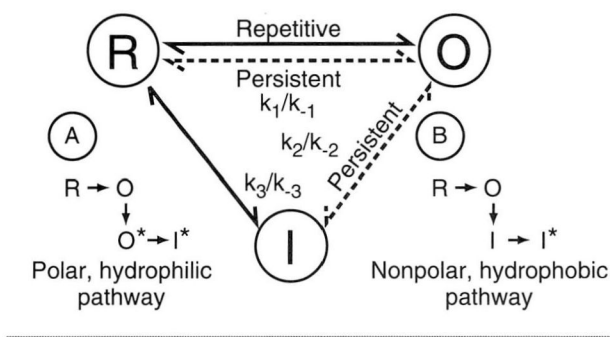 Repetitive
R O
Persistent
k1/k-1
A B
k2/k-2 Persistent
R → O R → O
k3/k-3
O* → I* I I → I*
Polar, hydrophilic Nonpolar, hydrophobic
pathway pathway